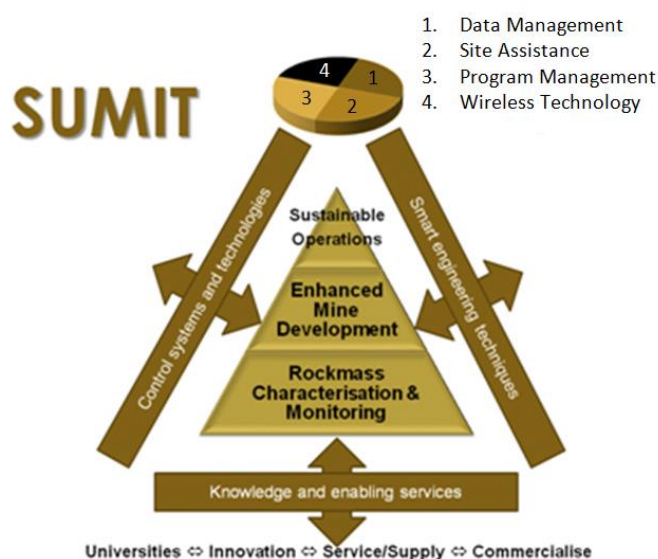 1. Data Management
2. Site Assistance
3. Program Management
4. Wireless Technology
SUMIT
4
1
3
2
Control systems and technologies
Smart engineering techniques
Sustainable
Operations
Enhanced
Mine
Development
Rockmass
Characterisation &
Monitoring
Knowledge and enabling services
Universities ⇔ Innovation ⇔ Service/Supply ⇔ Commercialise